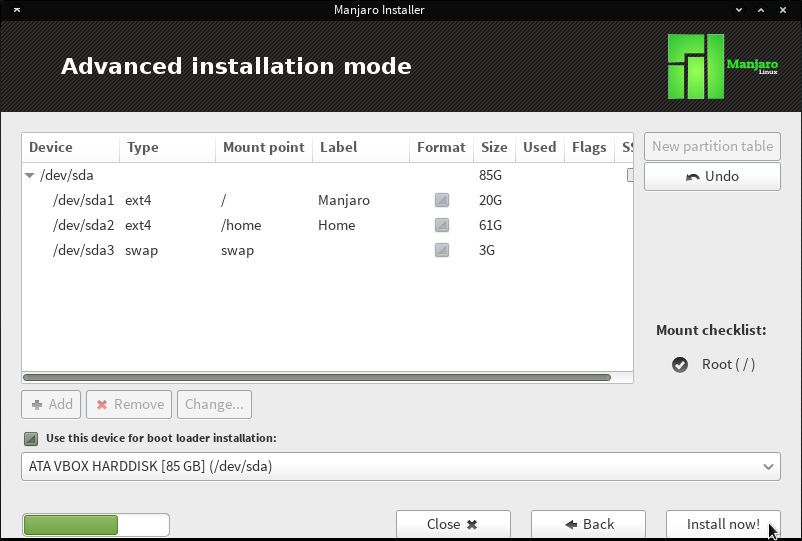 Manjaro Installer
Advanced installation mode
Manjaro
Linux
Device Type Mount point Label Format Size Used Flags
/dev/sda 85G
/dev/sda1 ext4 / Manjaro 20G
/dev/sda2 ext4 /home Home 61G
/dev/sda3 swap swap 3G
New partition table
Undo
Mount checklist:
Root ( / )
Add Remove Change...
Use this device for boot loader installation:
ATA VBOX HARDDISK [85 GB] (/dev/sda)
Close Back Install now!